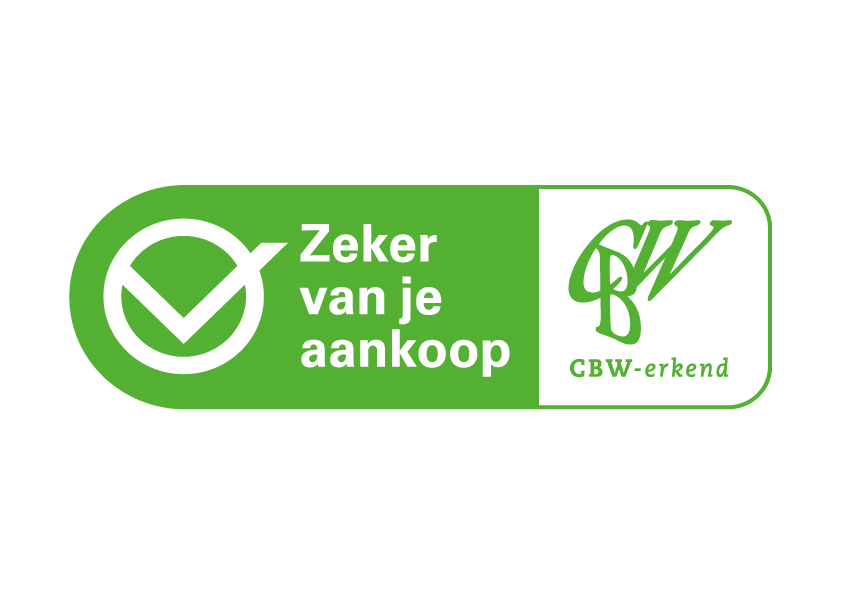 Zeker
van je
aankoop
CBW
CBW-erkend